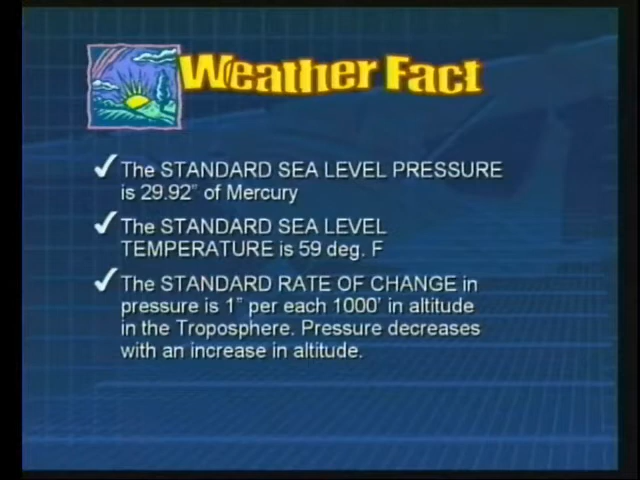 Weather Fact
✓ The STANDARD SEA LEVEL PRESSURE
is 29.92" of Mercury
✓ The STANDARD SEA LEVEL
TEMPERATURE is 59 deg. F
✓ The STANDARD RATE OF CHANGE in
pressure is 1" per each 1000' in altitude
in the Troposphere. Pressure decreases
with an increase in altitude.